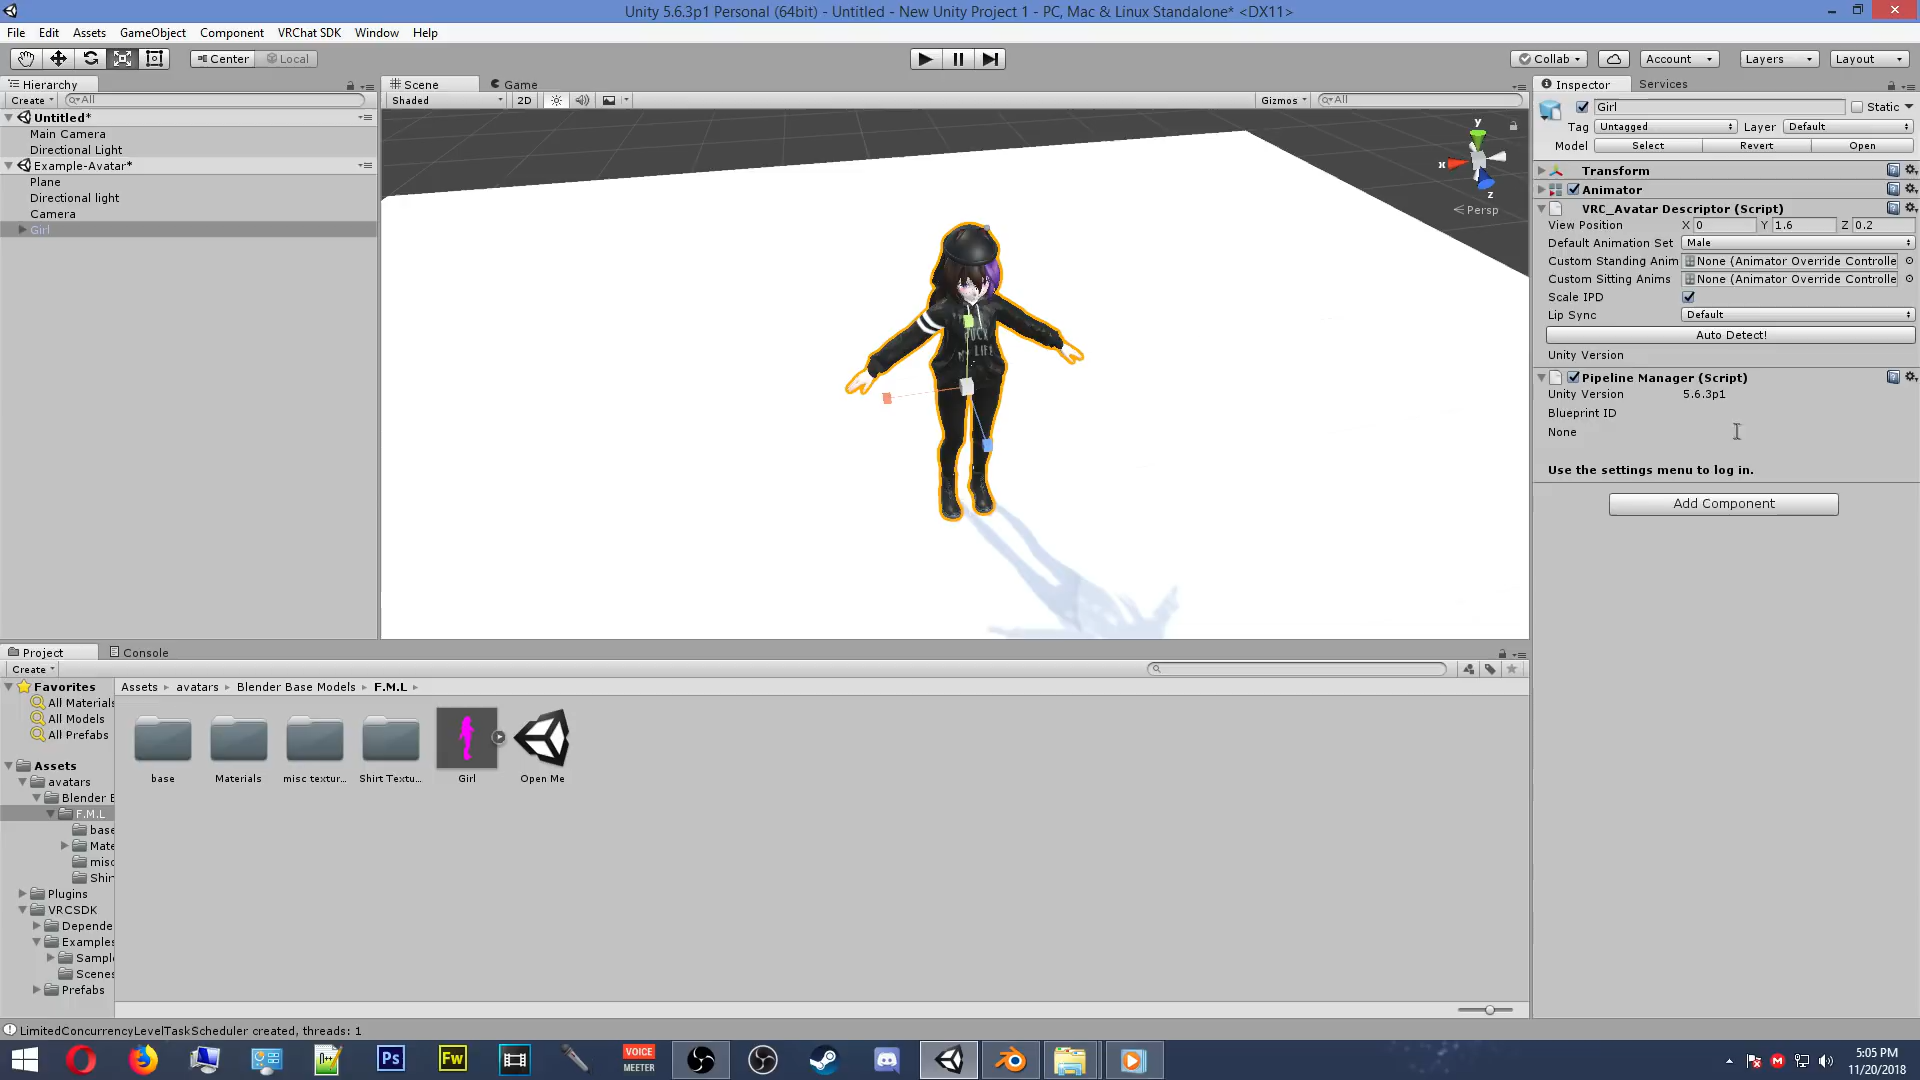 Unity 5.6.3p1 Personal (64bit) - Untitled - New Unity Project 1 - PC, Mac & Linux Standalone* <DX11>
File Edit Assets GameObject Component VRChat SDK Window Help
Center Local
Collab Account Layers Layout
Hierarchy
Create All
Untitled*
Main Camera
Directional Light
Example-Avatar*
Plane
Directional light
Camera
Girl
Scene Game
Shaded 2D Gizmos All
y
x
z
Persp
MY LIFE
Inspector Services
Girl Static
Tag Untagged Layer Default
Model Select Revert Open
Transform
Animator
VRC_Avatar Descriptor (Script)
View Position X 0 Y 1.6 Z 0.2
Default Animation Set Male
Custom Standing Anim None (Animator Override Controlle
Custom Sitting Anims None (Animator Override Controlle
Scale IPD
Lip Sync Default
Auto Detect!
Unity Version
Pipeline Manager (Script)
Unity Version 5.6.3p1
Blueprint ID
None
Use the settings menu to log in.
Add Component
Project Console
Create
Favorites
All Materials
All Models
All Prefabs
Assets
avatars
Blender B
F.M.L
base
Mate
misc
Shir
Plugins
VRCSDK
Depende
Examples
Sampl
Scenes
Prefabs
Assets avatars Blender Base Models F.M.L
base Materials misc textur... Shirt Textu... Girl Open Me
LimitedConcurrencyLevelTaskScheduler created, threads: 1
Ps Fw VOICE MEETER
5:05 PM
11/20/2018